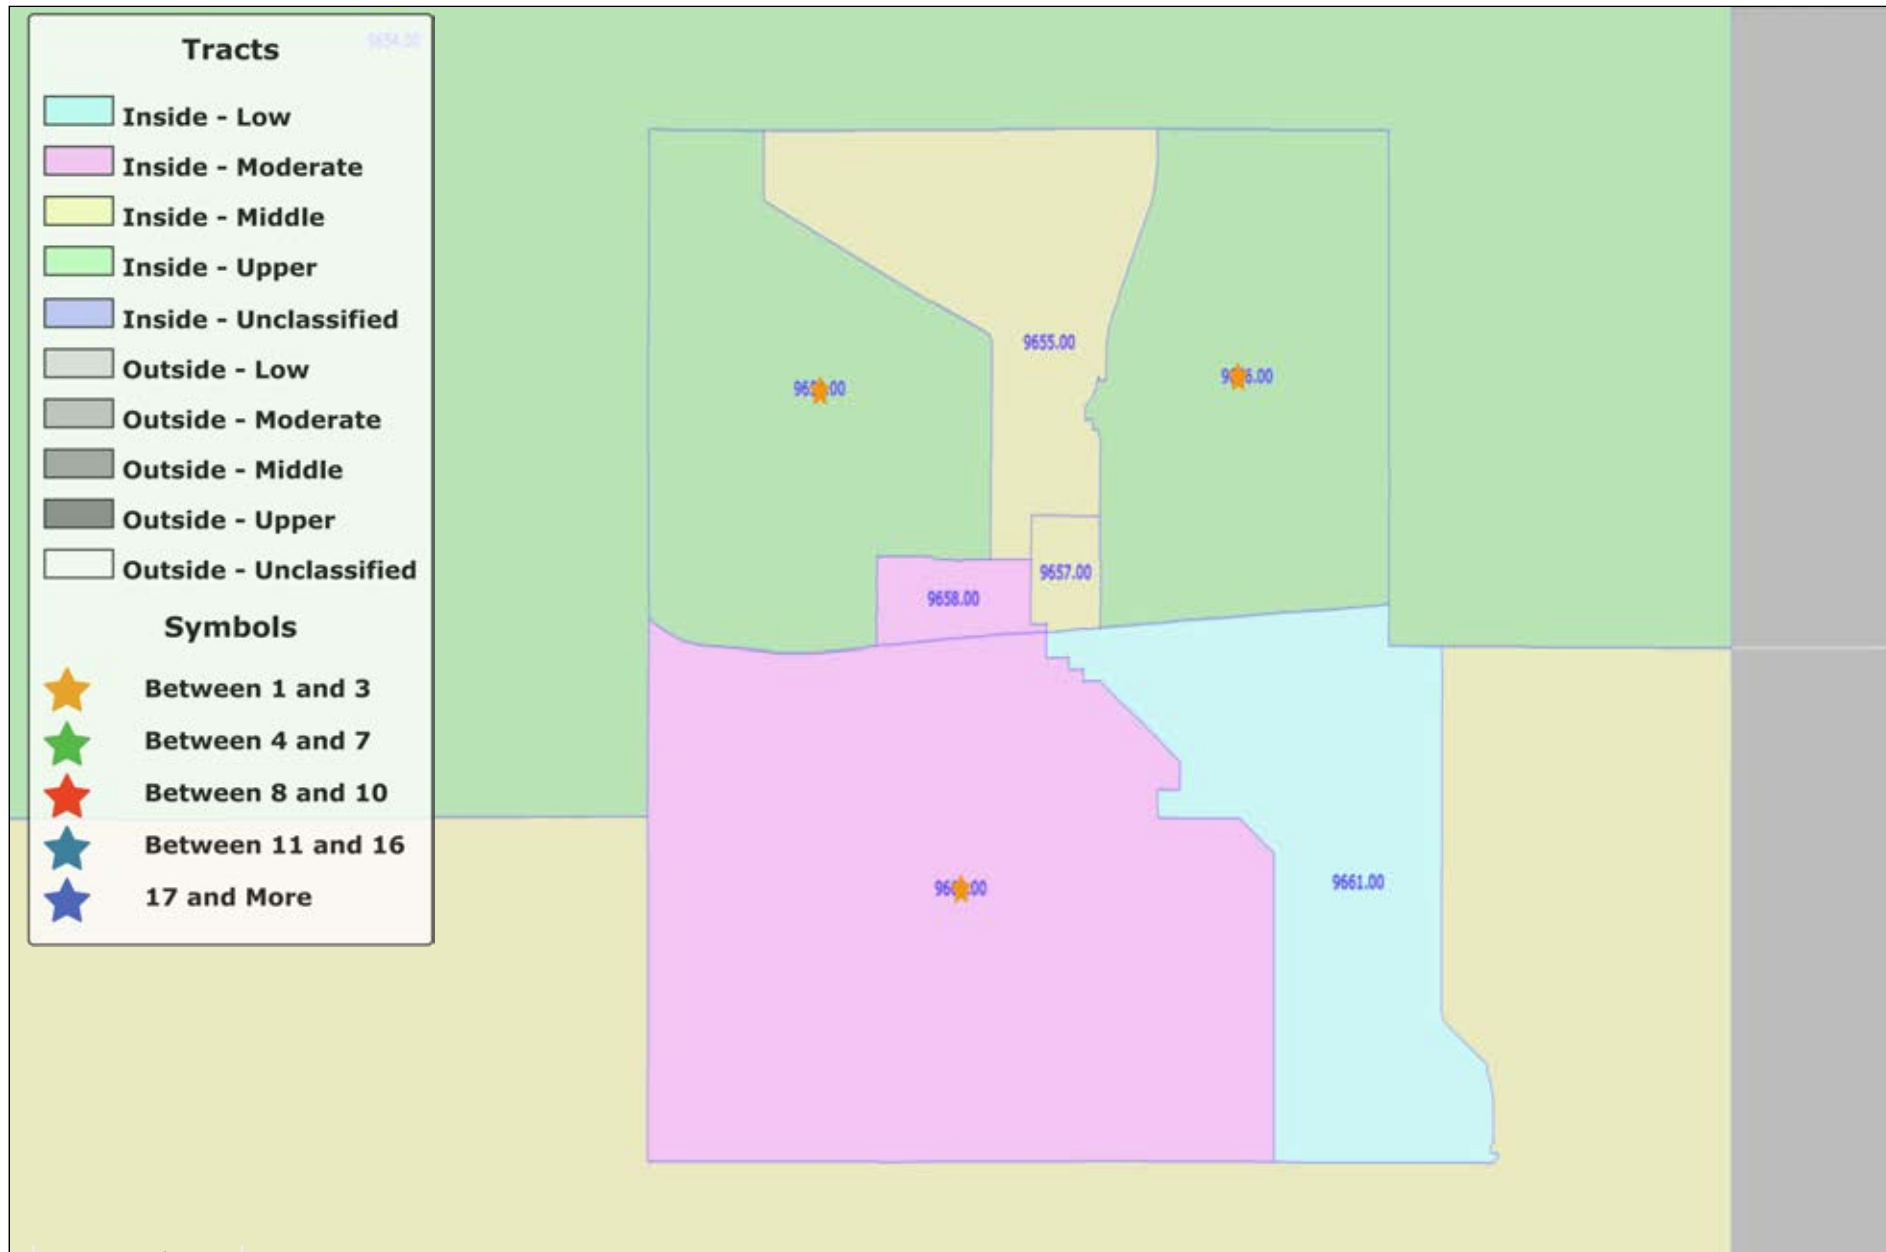 Tracts
9654.00
Inside - Low
Inside - Moderate
Inside - Middle
Inside - Upper
Inside - Unclassified
Outside - Low
Outside - Moderate
Outside - Middle
Outside - Upper
Outside - Unclassified
Symbols
Between 1 and 3
Between 4 and 7
Between 8 and 10
Between 11 and 16
17 and More
9655.00
9657.00
9658.00
9661.00